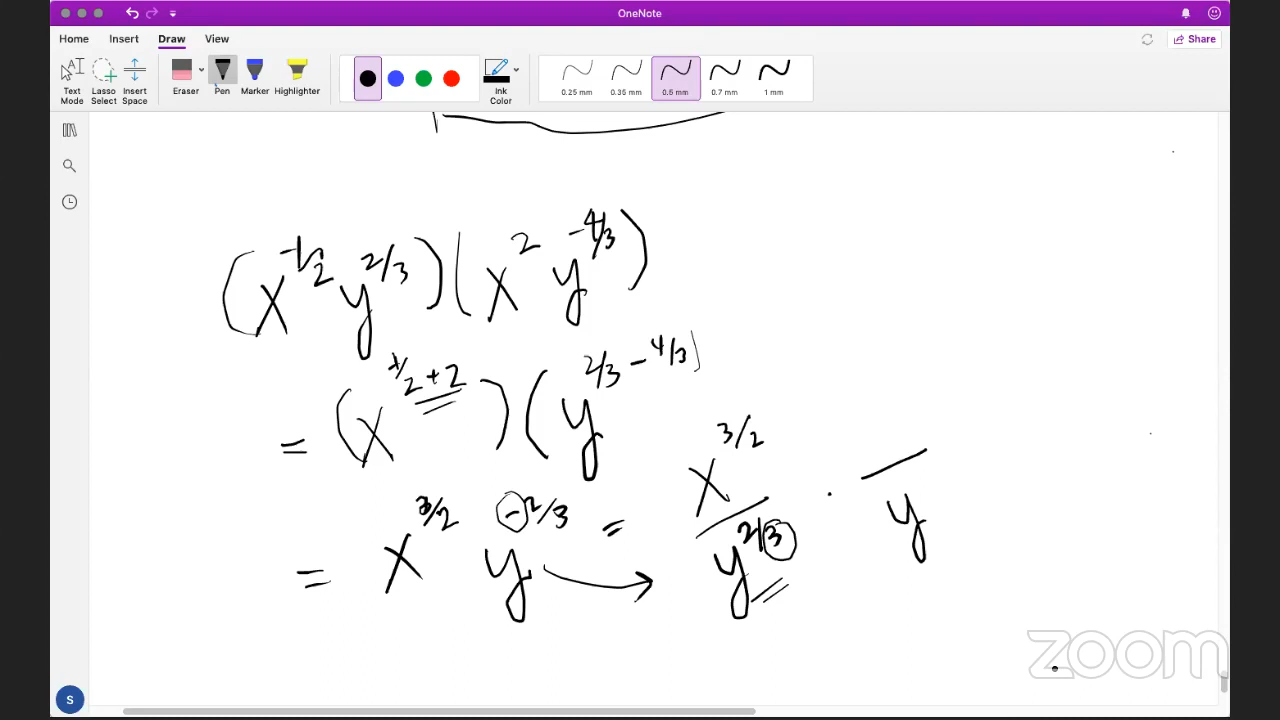 OneNote
Home Insert Draw View
Share
Text Mode
Lasso Select
Insert Space
Eraser
Pen
Marker
Highlighter
Ink Color
0.25 mm
0.35 mm
0.5 mm
0.7 mm
1 mm
(x^{-1/2} y^{2/3})(x^2 y^{-4/3})
= (x^{-1/2 + 2})(y^{2/3 - 4/3})
= x^{3/2} y^{-2/3} = x^{3/2} / y^{2/3} · / y
zoom
S